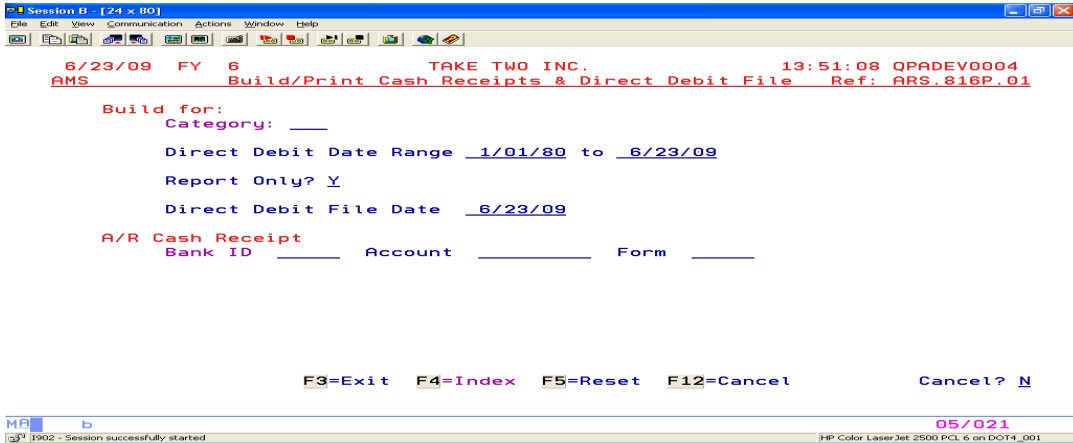 Session B - [24 x 80]
File Edit View Communication Actions Window Help
6/23/09 FY 6 TAKE TWO INC. 13:51:08 QPADEV0004
AMS Build/Print Cash Receipts & Direct Debit File Ref: ARS.816P.01
Build for:
Category:
Direct Debit Date Range 1/01/80 to 6/23/09
Report Only? Y
Direct Debit File Date 6/23/09
A/R Cash Receipt
Bank ID Account Form
F3=Exit F4=Index F5=Reset F12=Cancel Cancel? N
MA b 05/021
I902 - Session successfully started HP Color LaserJet 2500 PCL 6 on DOT4_001